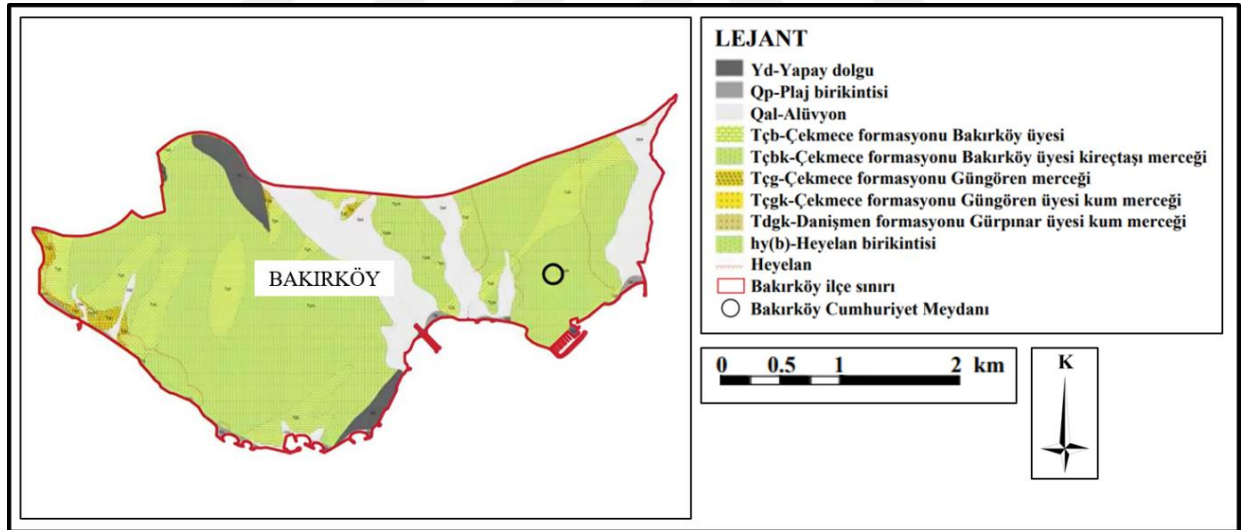 BAKIRKÖY
LEJANT
Yd-Yapay dolgu
Qp-Plaj birikintisi
Qal-Alüvyon
Tçb-Çekmece formasyonu Bakırköy üyesi
Tçbk-Çekmece formasyonu Bakırköy üyesi kireçtaşı merceği
Tçg-Çekmece formasyonu Güngören merceği
Tçgk-Çekmece formasyonu Güngören üyesi kum merceği
Tdgk-Danişmen formasyonu Gürpınar üyesi kum merceği
hy(b)-Heyelan birikintisi
Heyelan
Bakırköy ilçe sınırı
Bakırköy Cumhuriyet Meydanı
0 0.5 1 2 km
K